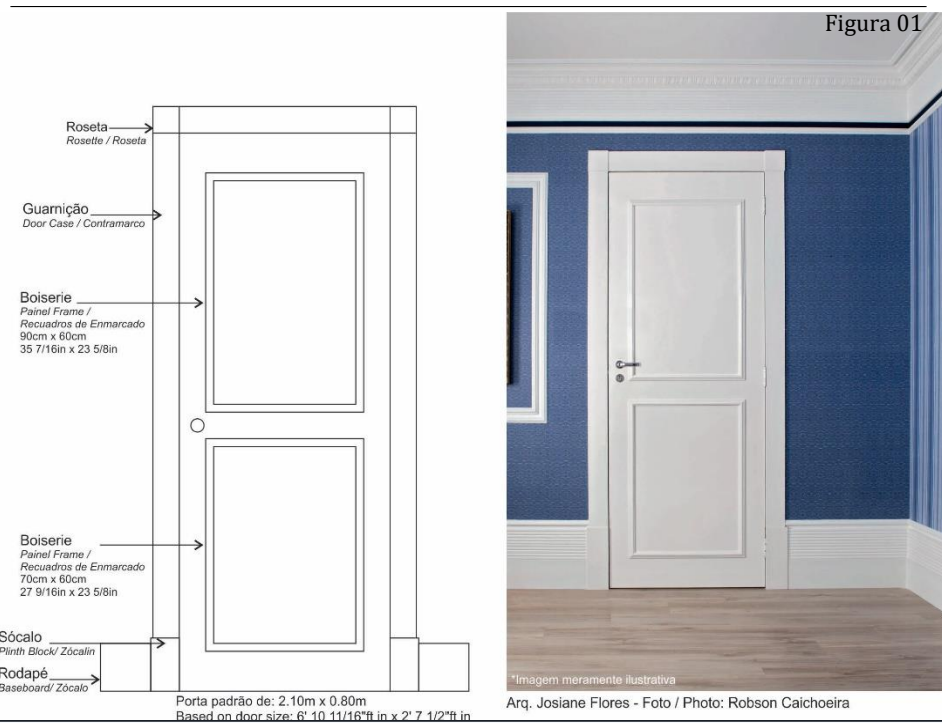 Figura 01
Roseta
Rosette / Roseta
Guarnição
Door Case / Contramarco
Boiserie
Painel Frame /
Recuadros de Enmarcado
90cm x 60cm
35 7/16in x 23 5/8in
Boiserie
Painel Frame /
Recuadros de Enmarcado
70cm x 60cm
27 9/16in x 23 5/8in
Sócalo
Plinth Block/ Zócalin
Rodapé
Baseboard/ Zócalo
Porta padrão de: 2.10m x 0.80m
Based on door size: 6' 10 11/16"ft in x 2' 7 1/2"ft in
*Imagem meramente ilustrativa
Arq. Josiane Flores - Foto / Photo: Robson Caichoeira